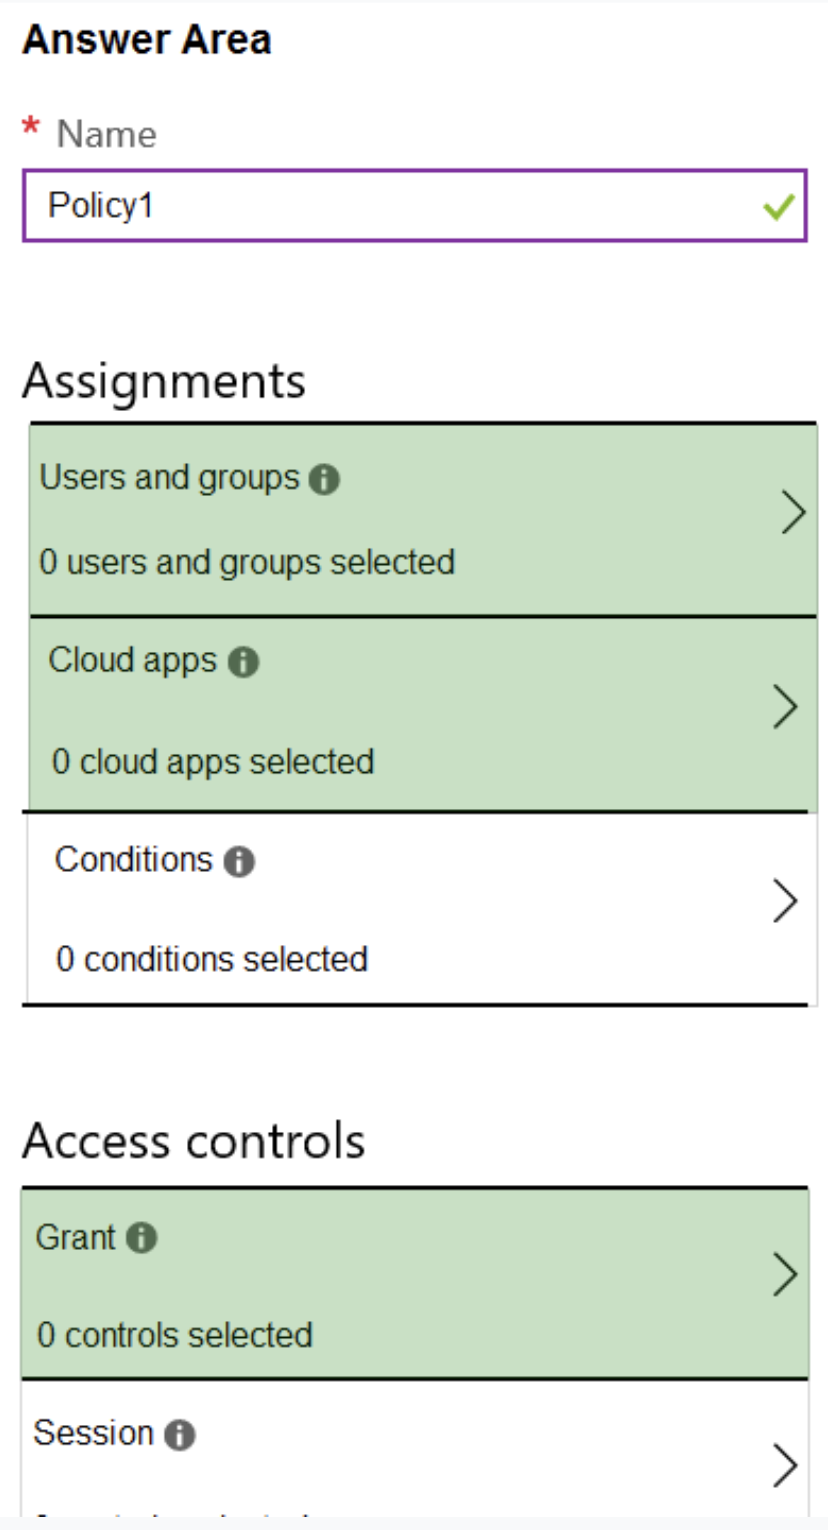 Answer Area
* Name
Policy1
Assignments
Users and groups
0 users and groups selected
Cloud apps
0 cloud apps selected
Conditions
0 conditions selected
Access controls
Grant
0 controls selected
Session